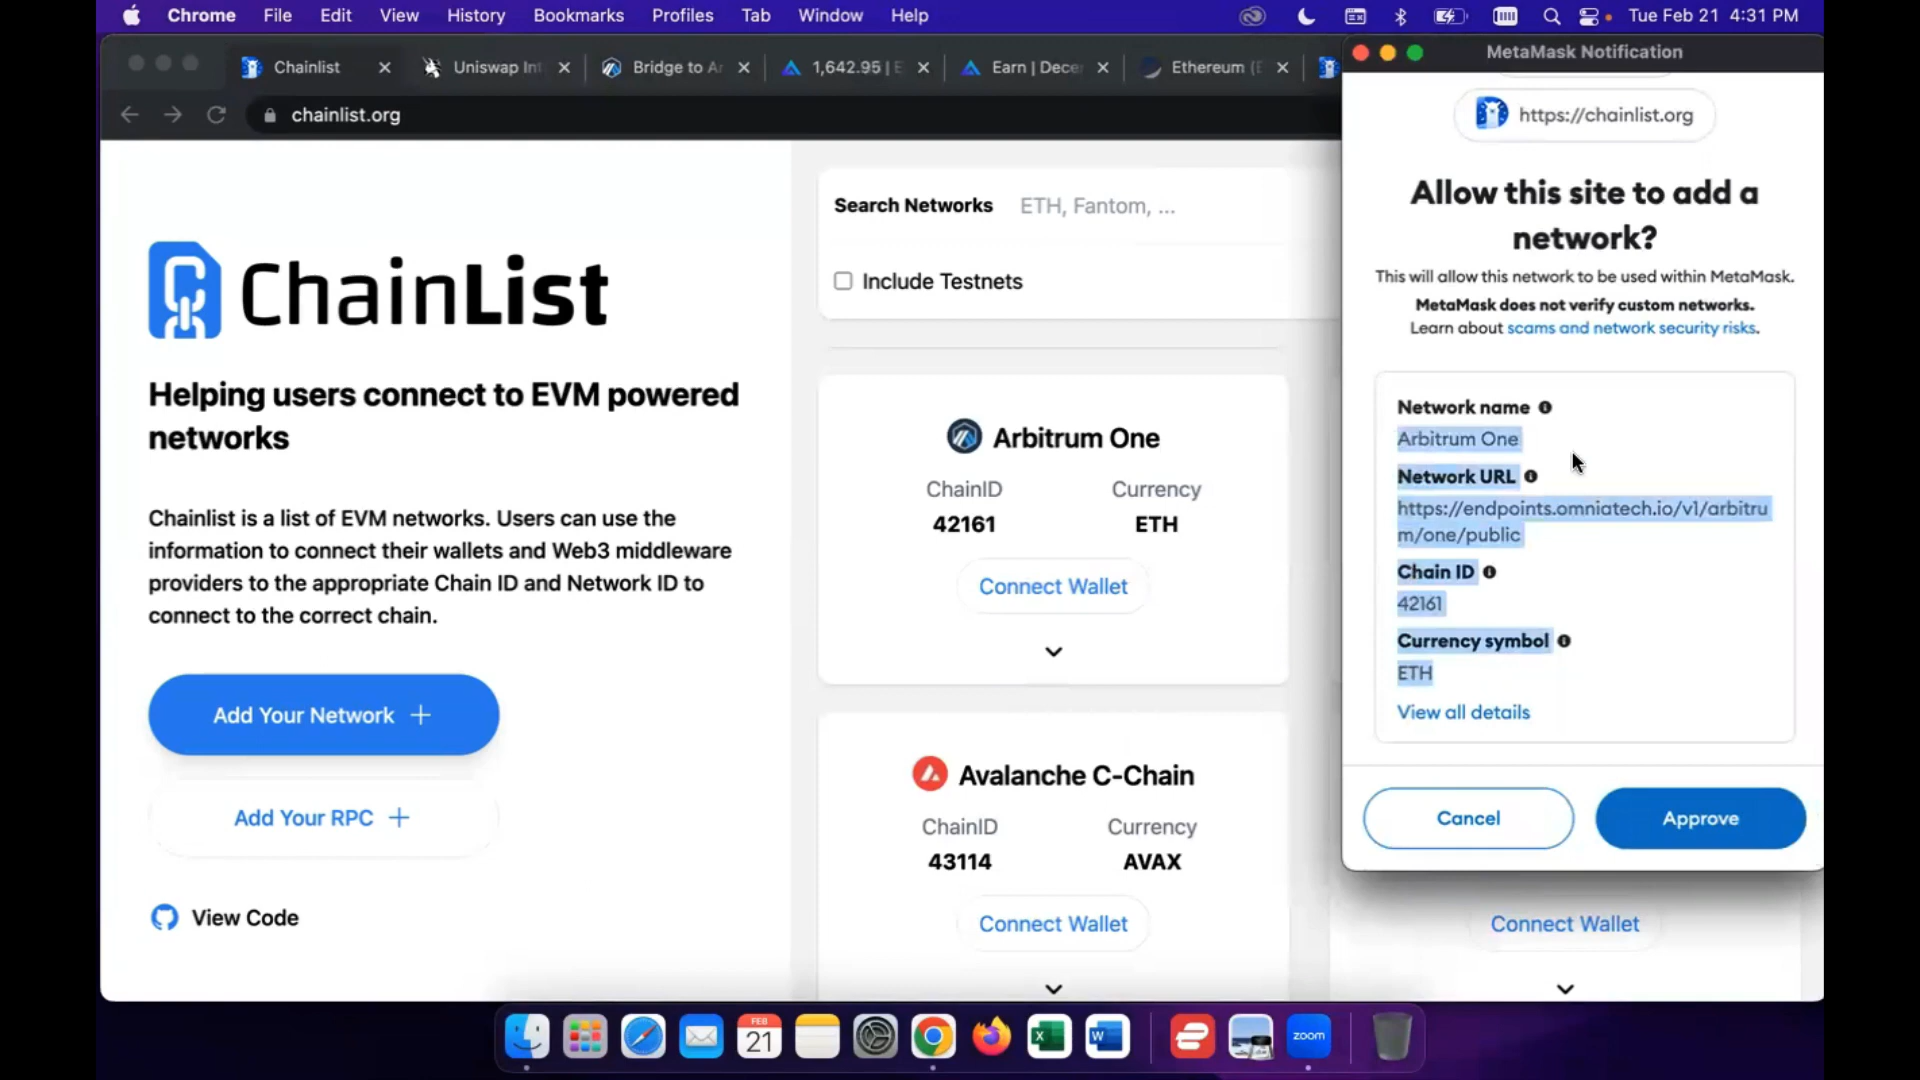 Chrome File Edit View History Bookmarks Profiles Tab Window Help Tue Feb 21 4:31 PM
Chainlist Uniswap Int Bridge to Ar 1,642.95 | E Earn | Dece Ethereum (E
chainlist.org
Search Networks ETH, Fantom, ...
Include Testnets
ChainList
Helping users connect to EVM powered
networks
Chainlist is a list of EVM networks. Users can use the
information to connect their wallets and Web3 middleware
providers to the appropriate Chain ID and Network ID to
connect to the correct chain.
Add Your Network
Add Your RPC
View Code
Arbitrum One
ChainID Currency
42161 ETH
Connect Wallet
Avalanche C-Chain
ChainID Currency
43114 AVAX
Connect Wallet
Connect Wallet
MetaMask Notification
https://chainlist.org
Allow this site to add a
network?
This will allow this network to be used within MetaMask.
MetaMask does not verify custom networks.
Learn about scams and network security risks.
Network name
Arbitrum One
Network URL
https://endpoints.omniatech.io/v1/arbitru
m/one/public
Chain ID
42161
Currency symbol
ETH
View all details
Cancel Approve
FEB
21
X
W
zoom